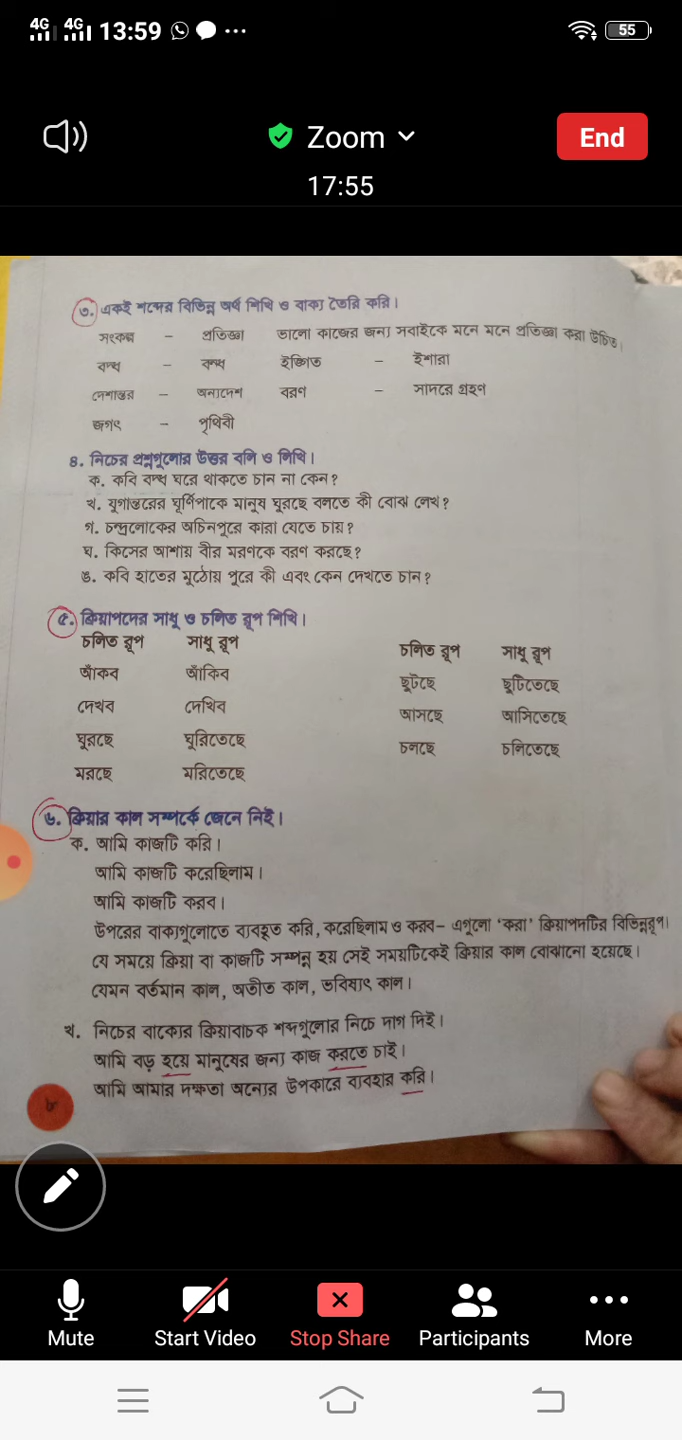 4G 4G 13:59 ... 55
Zoom End
17:55
৩. একই শব্দের বিভিন্ন অর্থ শিখি ও বাক্য তৈরি করি।
সংকল্প – প্রতিজ্ঞা ভালো কাজের জন্য সবাইকে মনে মনে প্রতিজ্ঞা করা উচিত।
বদ্ধ – বন্ধ ইঙ্গিত – ইশারা
দেশান্তর – অন্যদেশ বরণ – সাদরে গ্রহণ
জগৎ – পৃথিবী
৪. নিচের প্রশ্নগুলোর উত্তর বলি ও লিখি।
ক. কবি বদ্ধ ঘরে থাকতে চান না কেন?
খ. যুগান্তরের ঘূর্ণিপাকে মানুষ ঘুরছে বলতে কী বোঝ লেখ?
গ. চন্দ্রলোকের অচিনপুরে কারা যেতে চায়?
ঘ. কিসের আশায় বীর মরণকে বরণ করছে?
ঙ. কবি হাতের মুঠোয় পুরে কী এবং কেন দেখতে চান?
৫. ক্রিয়াপদের সাধু ও চলিত রূপ শিখি।
চলিত রূপ সাধু রূপ চলিত রূপ সাধু রূপ
আঁকব আঁকিব ছুটছে ছুটিতেছে
দেখব দেখিব আসছে আসিতেছে
ঘুরছে ঘুরিতেছে চলছে চলিতেছে
মরছে মরিতেছে
৬. ক্রিয়ার কাল সম্পর্কে জেনে নিই।
ক. আমি কাজটি করি।
আমি কাজটি করেছিলাম।
আমি কাজটি করব।
উপরের বাক্যগুলোতে ব্যবহৃত করি, করেছিলাম ও করব– এগুলো ‘করা’ ক্রিয়াপদটির বিভিন্নরূপ।
যে সময়ে ক্রিয়া বা কাজটি সম্পন্ন হয় সেই সময়টিকেই ক্রিয়ার কাল বোঝানো হয়েছে।
যেমন বর্তমান কাল, অতীত কাল, ভবিষ্যৎ কাল।
খ. নিচের বাক্যের ক্রিয়াবাচক শব্দগুলোর নিচে দাগ দিই।
আমি বড় হয়ে মানুষের জন্য কাজ করতে চাই।
আমি আমার দক্ষতা অন্যের উপকারে ব্যবহার করি।
৮
Mute Start Video Stop Share Participants More